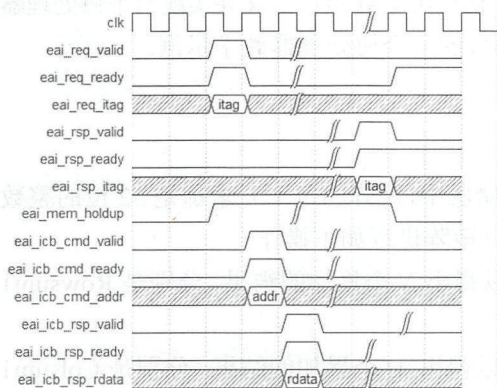 clk
eai_req_valid
eai_req_ready
eai_req_itag itag
eai_rsp_valid
eai_rsp_ready
eai_rsp_itag itag
eai_mem_holdup
eai_icb_cmd_valid
eai_icb_cmd_ready
eai_icb_cmd_addr addr
eai_icb_rsp_valid
eai_icb_rsp_ready
eai_icb_rsp_rdata rdata